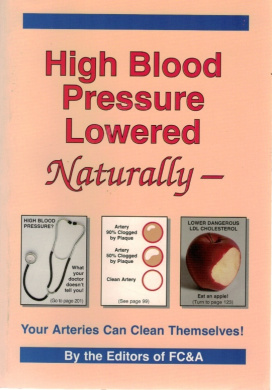 High Blood
Pressure
Lowered
Naturally –
HIGH BLOOD
PRESSURE?
What
your
doctor
doesn't
tell you!
(Go to page 201)
Artery
90% Clogged
by Plaque
Artery
50% Clogged
by Plaque
Clean Artery
(See page 99)
LOWER DANGEROUS
LDL CHOLESTEROL
Eat an apple!
(Turn to page 120)
Your Arteries Can Clean Themselves!
By the Editors of FC&A